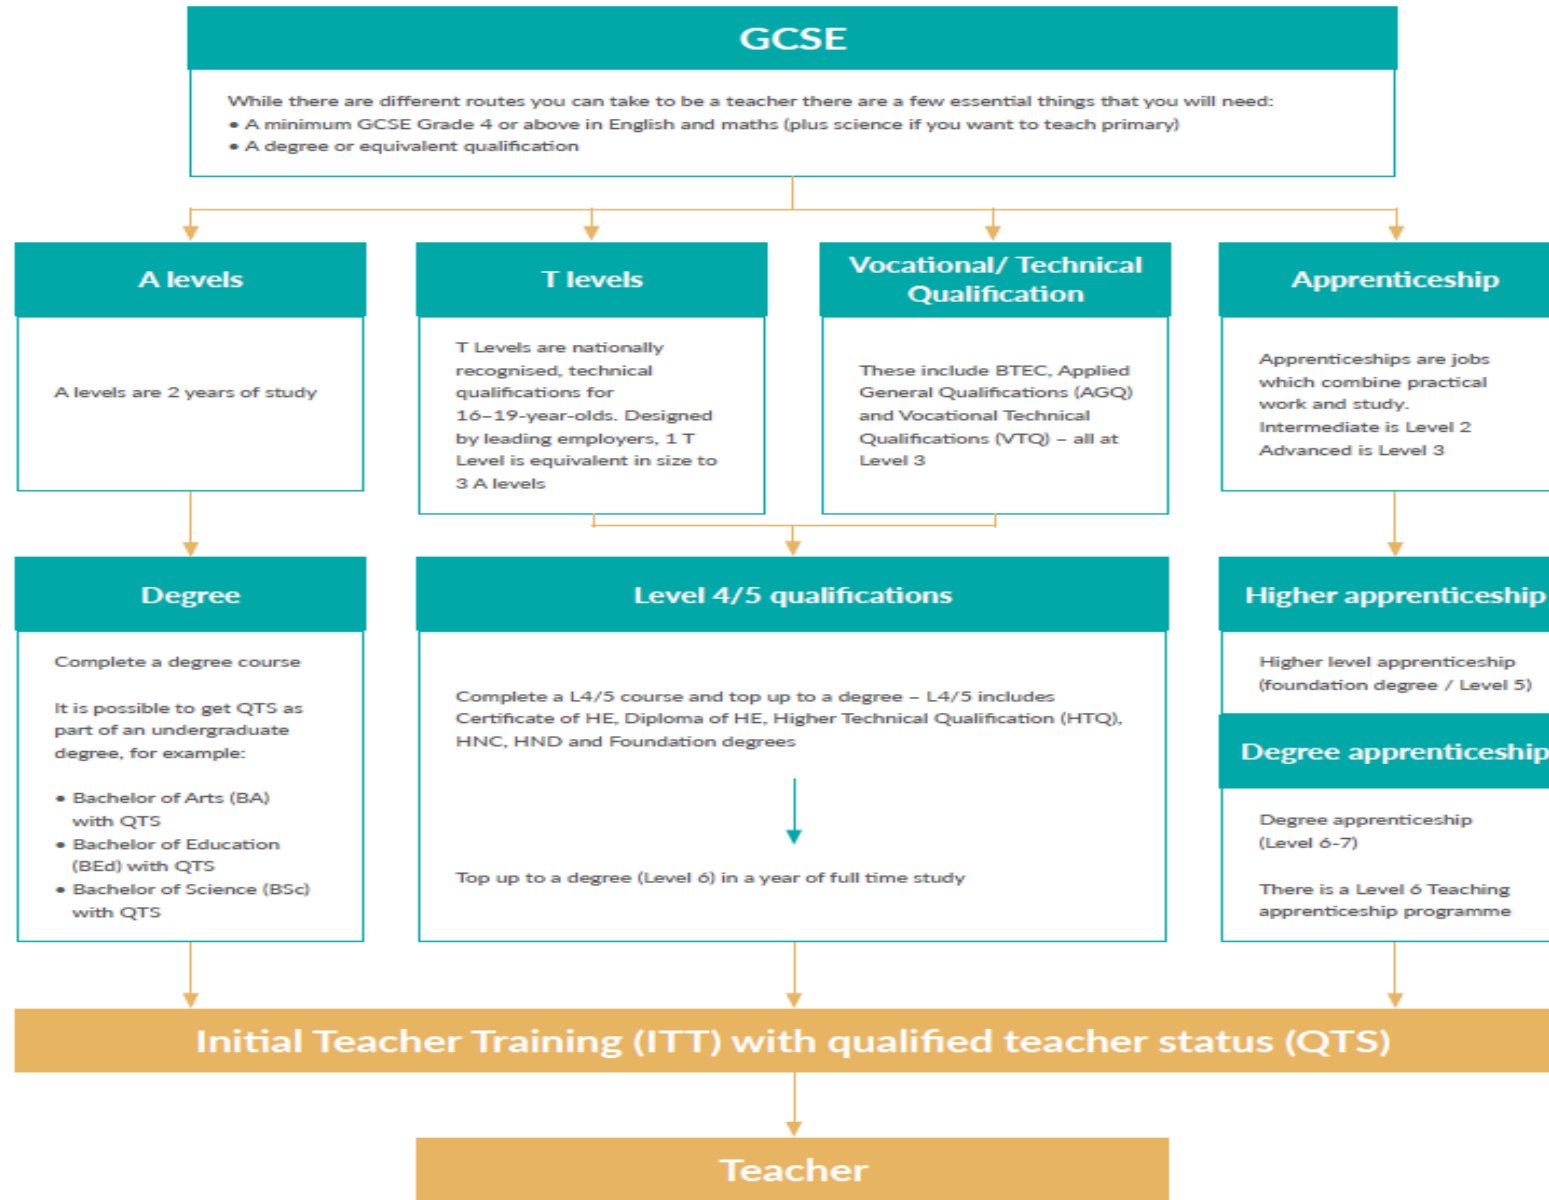 GCSE
While there are different routes you can take to be a teacher there are a few essential things that you will need:
• A minimum GCSE Grade 4 or above in English and maths (plus science if you want to teach primary)
• A degree or equivalent qualification
A levels
A levels are 2 years of study
T levels
T Levels are nationally
recognised, technical
qualifications for
16–19-year-olds. Designed
by leading employers, 1 T
Level is equivalent in size to
3 A levels
Vocational/ Technical
Qualification
These include BTEC, Applied
General Qualifications (AGQ)
and Vocational Technical
Qualifications (VTQ) – all at
Level 3
Apprenticeship
Apprenticeships are jobs
which combine practical
work and study.
Intermediate is Level 2
Advanced is Level 3
Degree
Complete a degree course
It is possible to get QTS as
part of an undergraduate
degree, for example:
• Bachelor of Arts (BA)
with QTS
• Bachelor of Education
(BEd) with QTS
• Bachelor of Science (BSc)
with QTS
Level 4/5 qualifications
Complete a L4/5 course and top up to a degree – L4/5 includes
Certificate of HE, Diploma of HE, Higher Technical Qualification (HTQ),
HNC, HND and Foundation degrees
Top up to a degree (Level 6) in a year of full time study
Higher apprenticeship
Higher level apprenticeship
(foundation degree / Level 5)
Degree apprenticeship
Degree apprenticeship
(Level 6-7)
There is a Level 6 Teaching
apprenticeship programme
Initial Teacher Training (ITT) with qualified teacher status (QTS)
Teacher